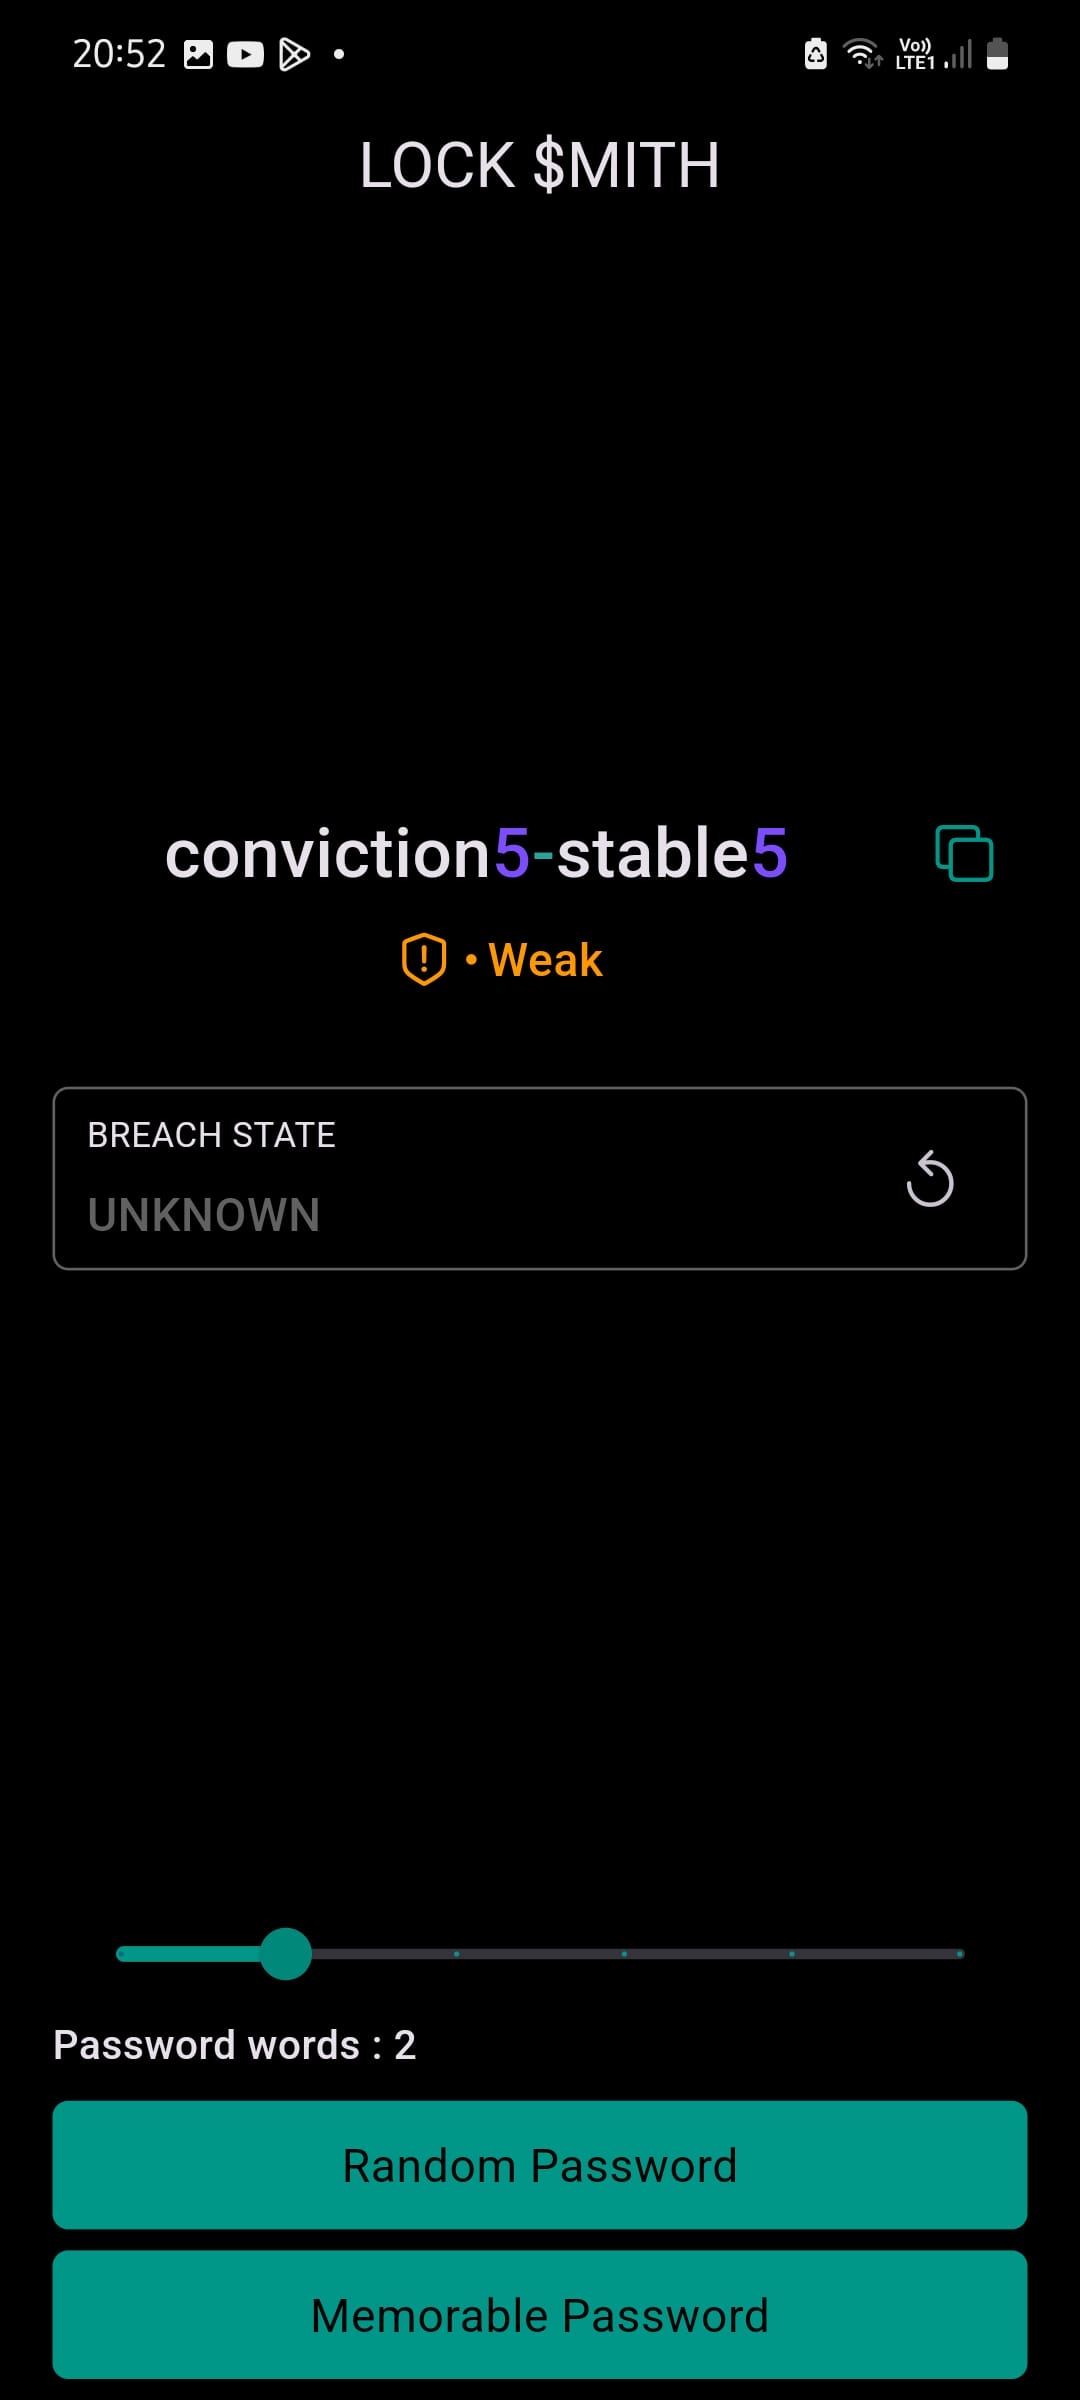 20:52
Vo))
LTE1
LOCK $MITH
conviction5-stable5
• Weak
BREACH STATE
UNKNOWN
Password words : 2
Random Password
Memorable Password